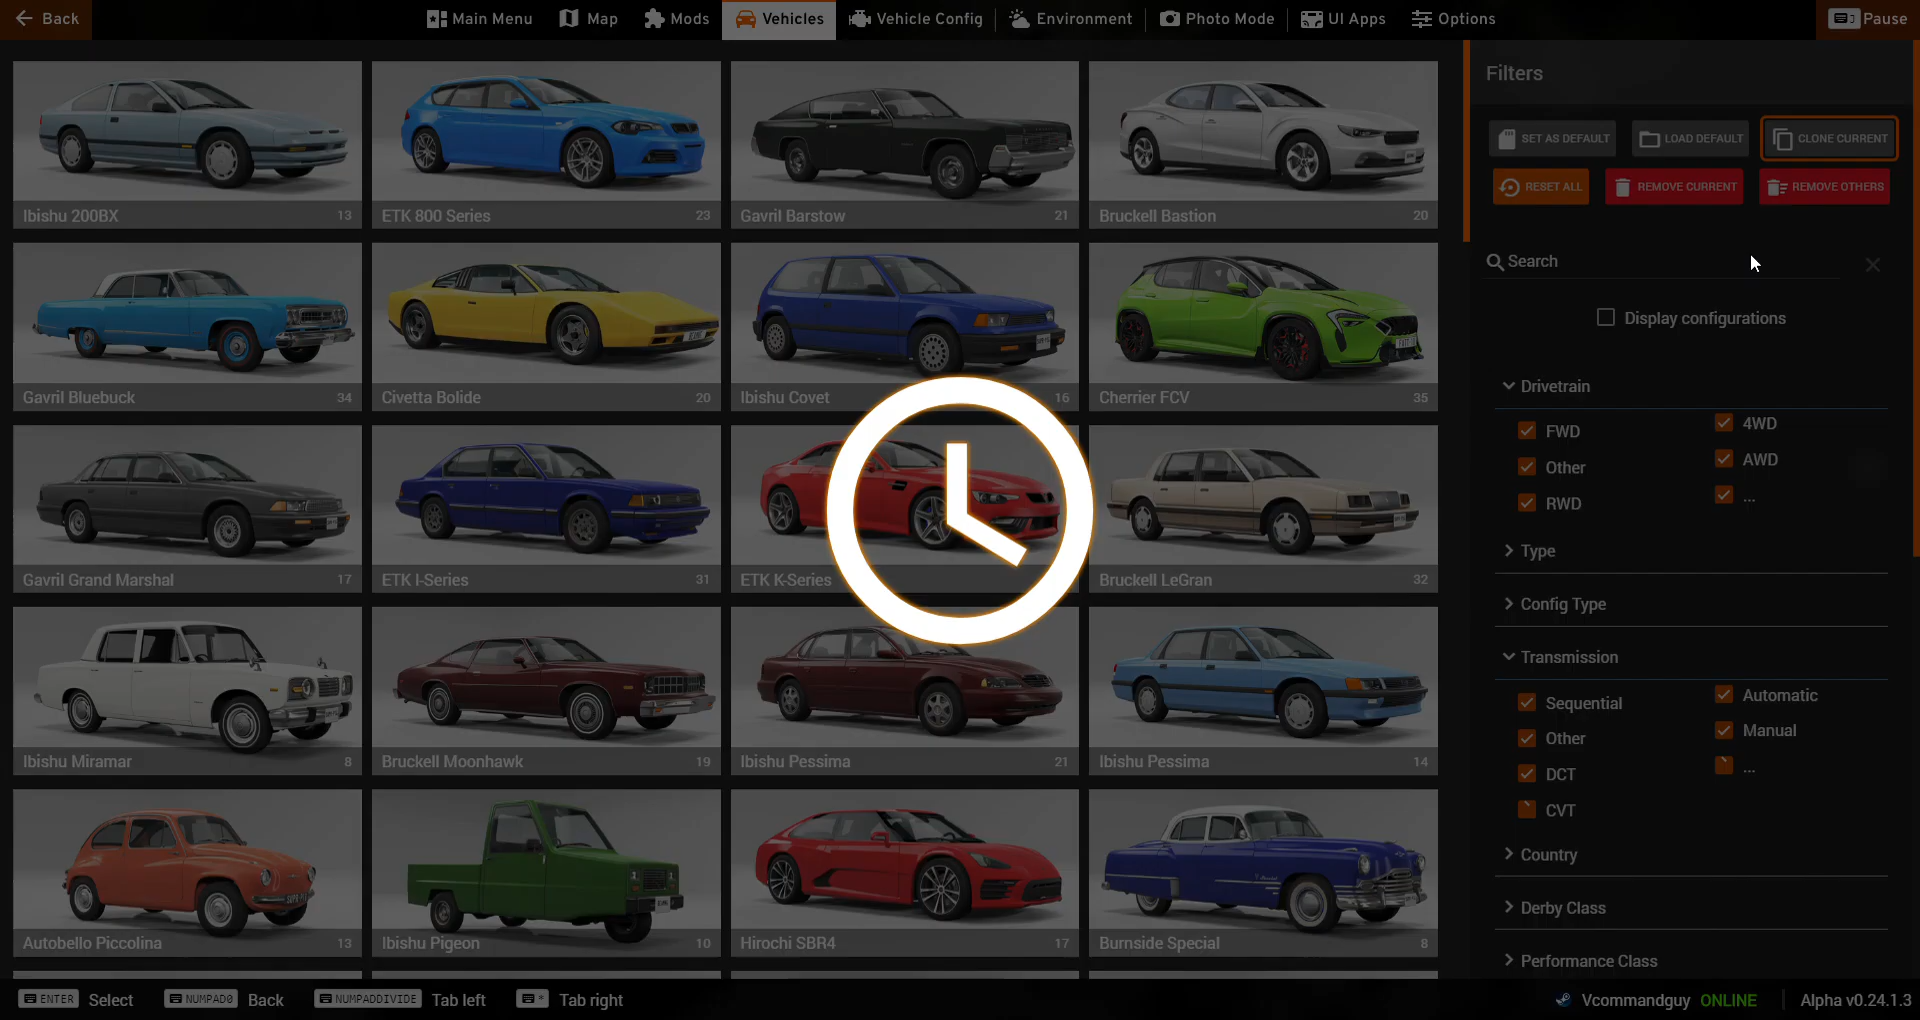 Back
Main Menu
Map
Mods
Vehicles
Vehicle Config
Environment
Photo Mode
UI Apps
Options
J
Pause
Ibishu 200BX 13
ETK 800 Series 23
Gavril Barstow 21
Bruckell Bastion 20
Gavril Bluebuck 34
Civetta Bolide 20
Ibishu Covet 16
Cherrier FCV 35
Gavril Grand Marshal 17
ETK I-Series 31
ETK K-Series
Bruckell LeGran 32
Ibishu Miramar 8
Bruckell Moonhawk 19
Ibishu Pessima 21
Ibishu Pessima 14
Autobello Piccolina 13
Ibishu Pigeon 10
Hirochi SBR4 17
Burnside Special 8
Filters
SET AS DEFAULT
LOAD DEFAULT
CLONE CURRENT
RESET ALL
REMOVE CURRENT
REMOVE OTHERS
Search
Display configurations
Drivetrain
FWD
4WD
Other
AWD
RWD
...
Type
Config Type
Transmission
Sequential
Automatic
Other
Manual
DCT
...
CVT
Country
Derby Class
Performance Class
ENTER Select
NUMPAD0 Back
NUMPADDIVIDE Tab left
* Tab right
Vcommandguy ONLINE
Alpha v0.24.1.3